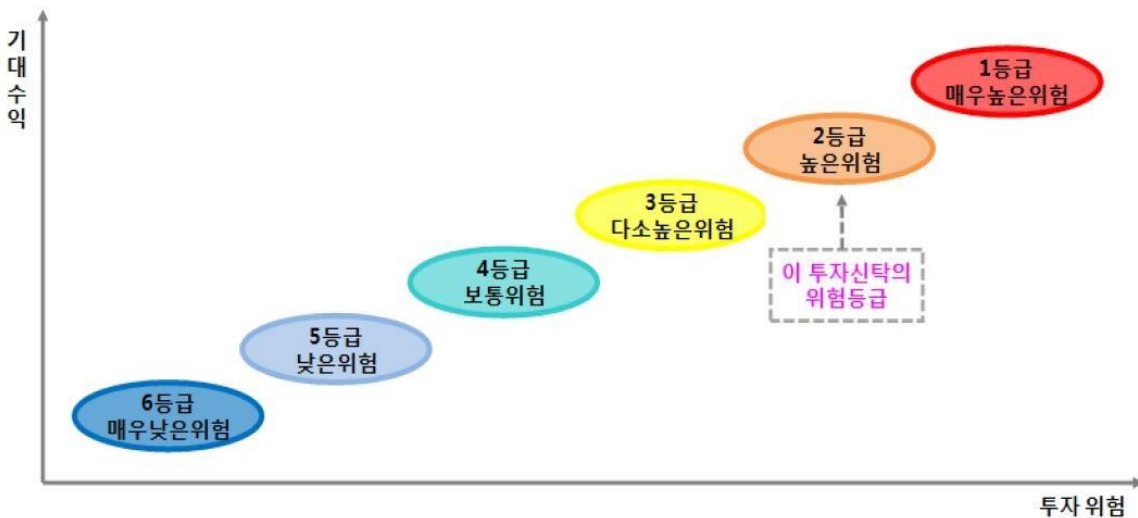 기대수익
1등급
매우높은위험
2등급
높은위험
3등급
다소높은위험
이 투자신탁의
위험등급
4등급
보통위험
5등급
낮은위험
6등급
매우낮은위험
투자 위험